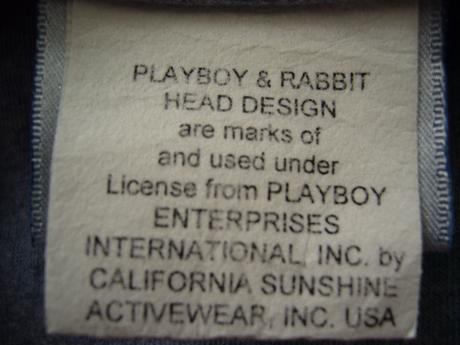 PLAYBOY & RABBIT
HEAD DESIGN
are marks of
and used under
License from PLAYBOY
ENTERPRISES
INTERNATIONAL, INC. by
CALIFORNIA SUNSHINE
ACTIVEWEAR, INC. USA